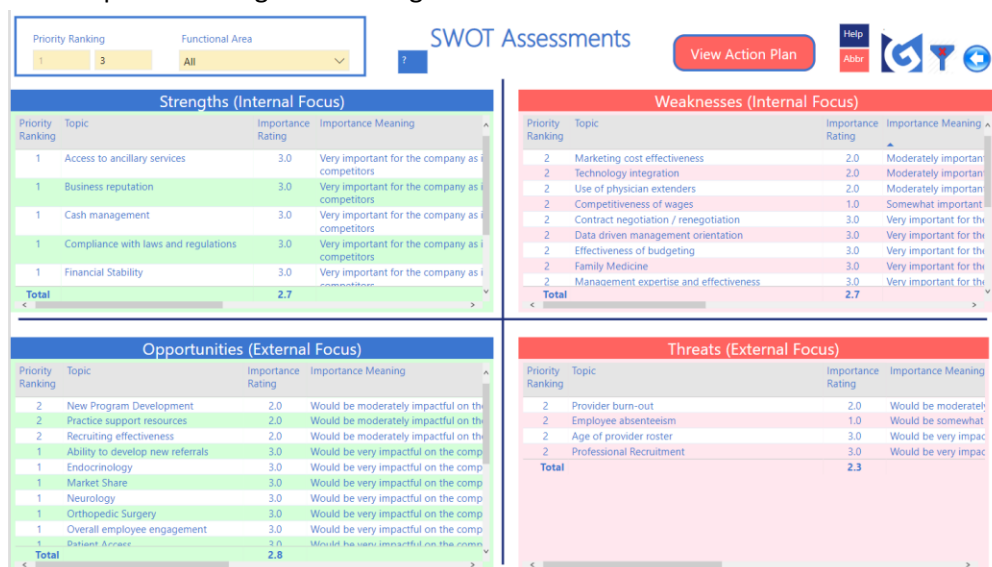 SWOT Assessments
Priority Ranking Functional Area
1 3 All
?
View Action Plan
Help
Abbr
Strengths (Internal Focus)
Priority Ranking Topic Importance Rating Importance Meaning
1 Access to ancillary services 3.0 Very important for the company as i
competitors
1 Business reputation 3.0 Very important for the company as i
competitors
1 Cash management 3.0 Very important for the company as i
competitors
1 Compliance with laws and regulations 3.0 Very important for the company as i
competitors
1 Financial Stability 3.0 Very important for the company as i
competitors
Total 2.7
Weaknesses (Internal Focus)
Priority Ranking Topic Importance Rating Importance Meaning
2 Marketing cost effectiveness 2.0 Moderately importan
2 Technology integration 2.0 Moderately importan
2 Use of physician extenders 2.0 Moderately importan
2 Competitiveness of wages 1.0 Somewhat important
2 Contract negotiation / renegotiation 3.0 Very important for the
2 Data driven management orientation 3.0 Very important for the
2 Effectiveness of budgeting 3.0 Very important for the
2 Family Medicine 3.0 Very important for the
2 Management expertise and effectiveness 3.0 Very important for the
Total 2.7
Opportunities (External Focus)
Priority Ranking Topic Importance Rating Importance Meaning
2 New Program Development 2.0 Would be moderately impactful on the
2 Practice support resources 2.0 Would be moderately impactful on the
2 Recruiting effectiveness 2.0 Would be moderately impactful on the
1 Ability to develop new referrals 3.0 Would be very impactful on the comp
1 Endocrinology 3.0 Would be very impactful on the comp
1 Market Share 3.0 Would be very impactful on the comp
1 Neurology 3.0 Would be very impactful on the comp
1 Orthopedic Surgery 3.0 Would be very impactful on the comp
1 Overall employee engagement 3.0 Would be very impactful on the comp
1 Patient Access 3.0 Would be very impactful on the comp
Total 2.8
Threats (External Focus)
Priority Ranking Topic Importance Rating Importance Meaning
2 Provider burn-out 2.0 Would be moderately
2 Employee absenteeism 1.0 Would be somewhat
2 Age of provider roster 3.0 Would be very impac
2 Professional Recruitment 3.0 Would be very impac
Total 2.3